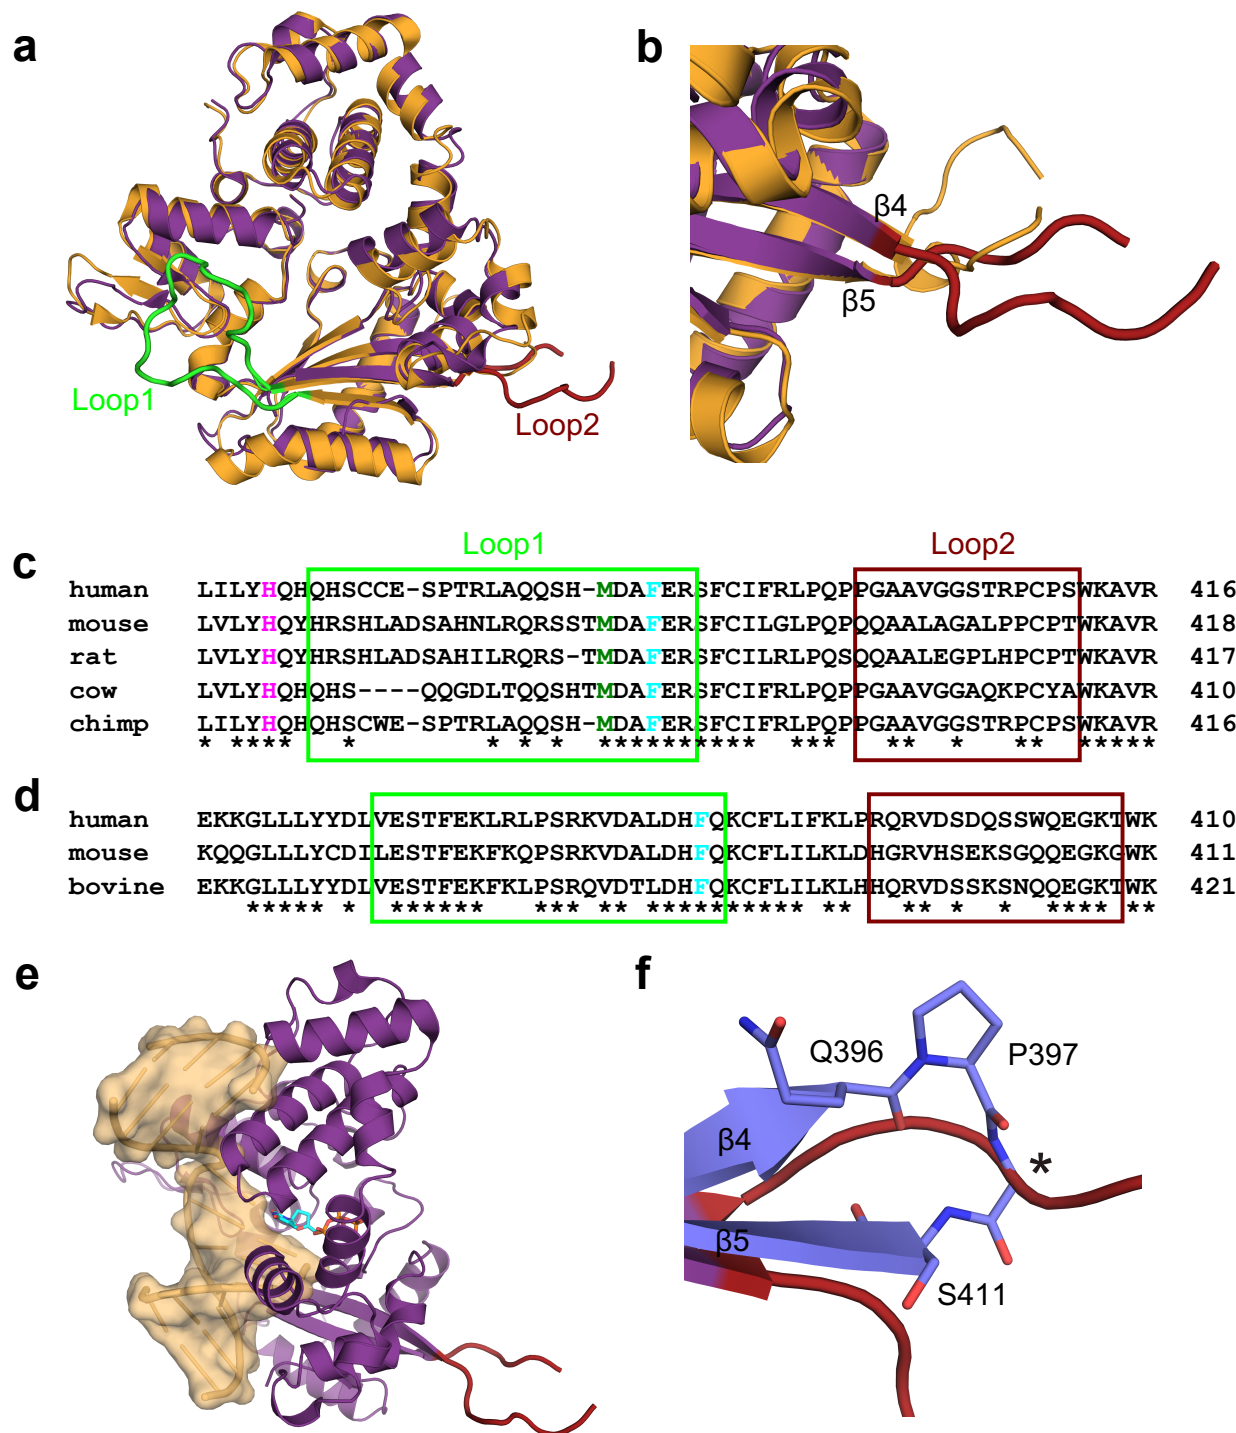 a
b
β4
β5
Loop1
Loop2
c
Loop1
Loop2
human LILYHQHQHSCCE-SPTRLAQQSH-MDAFERSFCIFRLPQPPGAAVGGSTRPCPSWKAVR 416
mouse LVLYHQYHRSHLADSAHNLRQRSSTMDAFERSFCILGLPQPQQAALAGALPPCPTWKAVR 418
rat LVLYHQYHRSHLADSAHILRQRS-TMDAFERSFCILRLPQSQQAALEGPLHPCPTWKAVR 417
cow LVLYHQHQHS----QQGDLTQQSHTMDAFERSFCILRLPQPPGAAVGGAQKPCYAWKAVR 410
chimp LILYHQHQHSCWE-SPTRLAQQSH-MDAFERSFCIFRLPQPPGAAVGGSTRPCPSWKAVR 416
* **** * * * * ********** *** ** * ** *****
d
human EKKGLLLYYDLVESTFEKLRLPSRKVDALDHFQKCFLIFKLPRQRVDSDQSSWQEGKTWK 410
mouse KQQGLLLYCDILESTFEKFKQPSRKVDALDHFQKCFLILKLDHGRVHSEKSGQQEGKGWK 411
bovine EKKGLLLYYDLVESTFEKFKLPSRQVDTLDHFQKCFLILKLHHQRVDSSKSNQQEGKTWK 421
***** * ****** *** ** ********** ** ** * * **** **
e
f
Q396
P397
β4
*
β5
S411